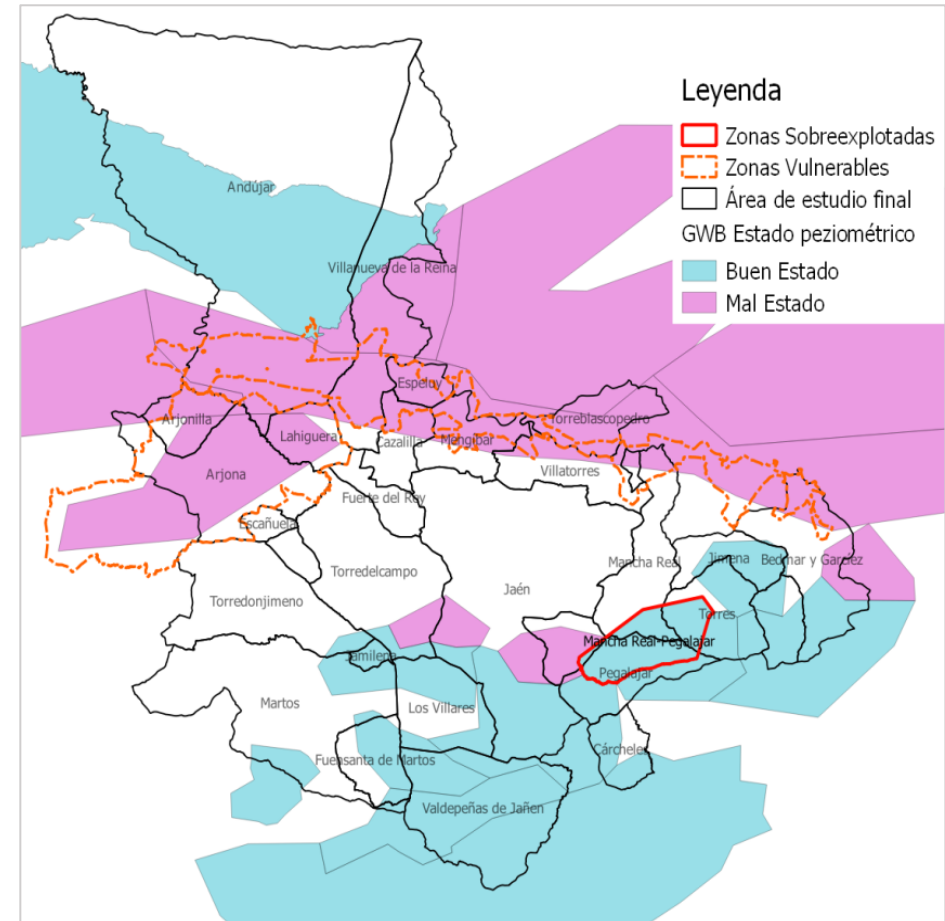 Leyenda
Zonas Sobreexplotadas
Zonas Vulnerables
Área de estudio final
GWB Estado peziométrico
Buen Estado
Mal Estado
Andújar
Villanueva de la Reina
Espeluy
Arjonilla
Lahiguera
Cazalilla
Mengibar
Torreblascopedro
Arjona
Villatorres
Fuerte del Rey
Escañuela
Torredelcampo
Jaén
Mancha Real
Jimena
Bedmar y Garcíez
Torredonjimeno
Torres
Mancha Real-Pegalajar
Jamilena
Pegalajar
Martos
Los Villares
Cárcheles
Fuensanta de Martos
Valdepeñas de Jañen